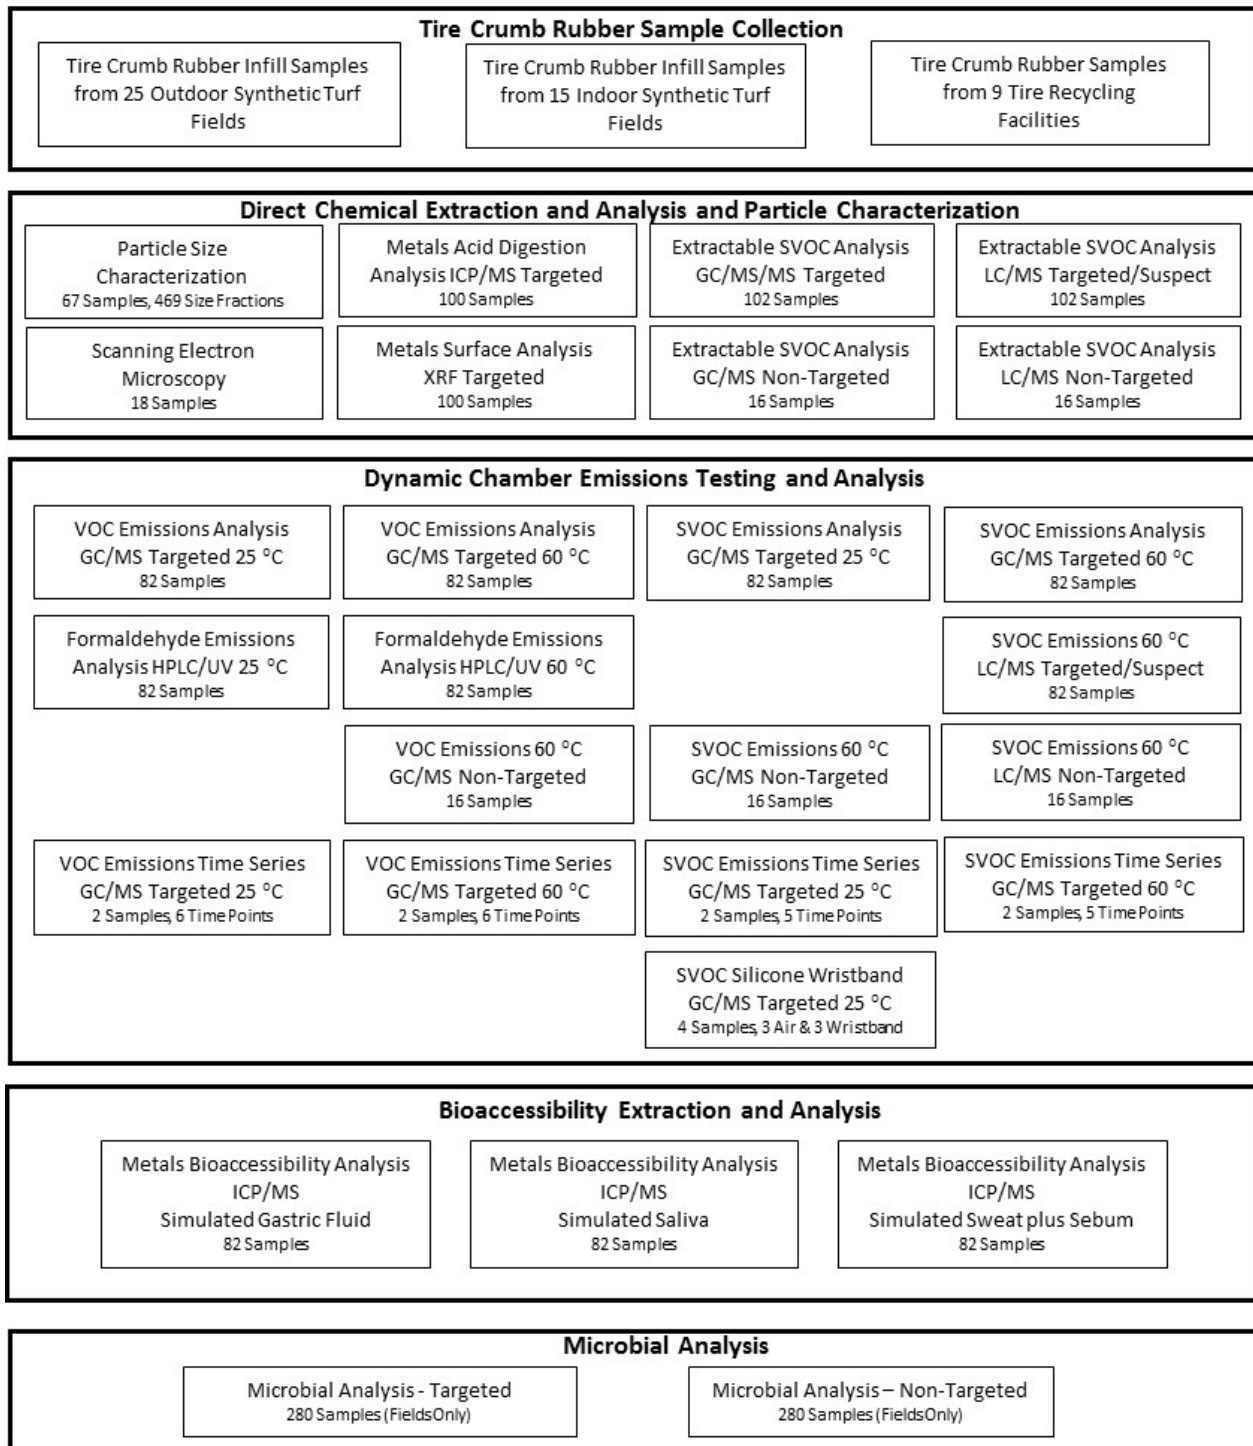 Tire Crumb Rubber Sample Collection
Tire Crumb Rubber Infill Samples
from 25 Outdoor Synthetic Turf
Fields
Tire Crumb Rubber Infill Samples
from 15 Indoor Synthetic Turf
Fields
Tire Crumb Rubber Samples
from 9 Tire Recycling
Facilities
Direct Chemical Extraction and Analysis and Particle Characterization
Particle Size
Characterization
67 Samples, 469 Size Fractions
Metals Acid Digestion
Analysis ICP/MS Targeted
100 Samples
Extractable SVOC Analysis
GC/MS/MS Targeted
102 Samples
Extractable SVOC Analysis
LC/MS Targeted/Suspect
102 Samples
Scanning Electron
Microscopy
18 Samples
Metals Surface Analysis
XRF Targeted
100 Samples
Extractable SVOC Analysis
GC/MS Non-Targeted
16 Samples
Extractable SVOC Analysis
LC/MS Non-Targeted
16 Samples
Dynamic Chamber Emissions Testing and Analysis
VOC Emissions Analysis
GC/MS Targeted 25 °C
82 Samples
VOC Emissions Analysis
GC/MS Targeted 60 °C
82 Samples
SVOC Emissions Analysis
GC/MS Targeted 25 °C
82 Samples
SVOC Emissions Analysis
GC/MS Targeted 60 °C
82 Samples
Formaldehyde Emissions
Analysis HPLC/UV 25 °C
82 Samples
Formaldehyde Emissions
Analysis HPLC/UV 60 °C
82 Samples
SVOC Emissions 60 °C
LC/MS Targeted/Suspect
82 Samples
VOC Emissions 60 °C
GC/MS Non-Targeted
16 Samples
SVOC Emissions 60 °C
GC/MS Non-Targeted
16 Samples
SVOC Emissions 60 °C
LC/MS Non-Targeted
16 Samples
VOC Emissions Time Series
GC/MS Targeted 25 °C
2 Samples, 6 Time Points
VOC Emissions Time Series
GC/MS Targeted 60 °C
2 Samples, 6 Time Points
SVOC Emissions Time Series
GC/MS Targeted 25 °C
2 Samples, 5 Time Points
SVOC Emissions Time Series
GC/MS Targeted 60 °C
2 Samples, 5 Time Points
SVOC Silicone Wristband
GC/MS Targeted 25 °C
4 Samples, 3 Air & 3 Wristband
Bioaccessibility Extraction and Analysis
Metals Bioaccessibility Analysis
ICP/MS
Simulated Gastric Fluid
82 Samples
Metals Bioaccessibility Analysis
ICP/MS
Simulated Saliva
82 Samples
Metals Bioaccessibility Analysis
ICP/MS
Simulated Sweat plus Sebum
82 Samples
Microbial Analysis
Microbial Analysis - Targeted
280 Samples (Fields Only)
Microbial Analysis – Non-Targeted
280 Samples (Fields Only)